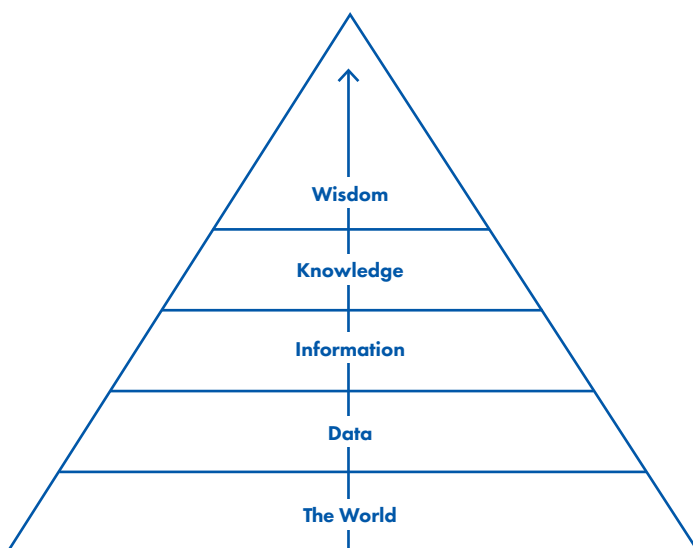 Wisdom
Knowledge
Information
Data
The World